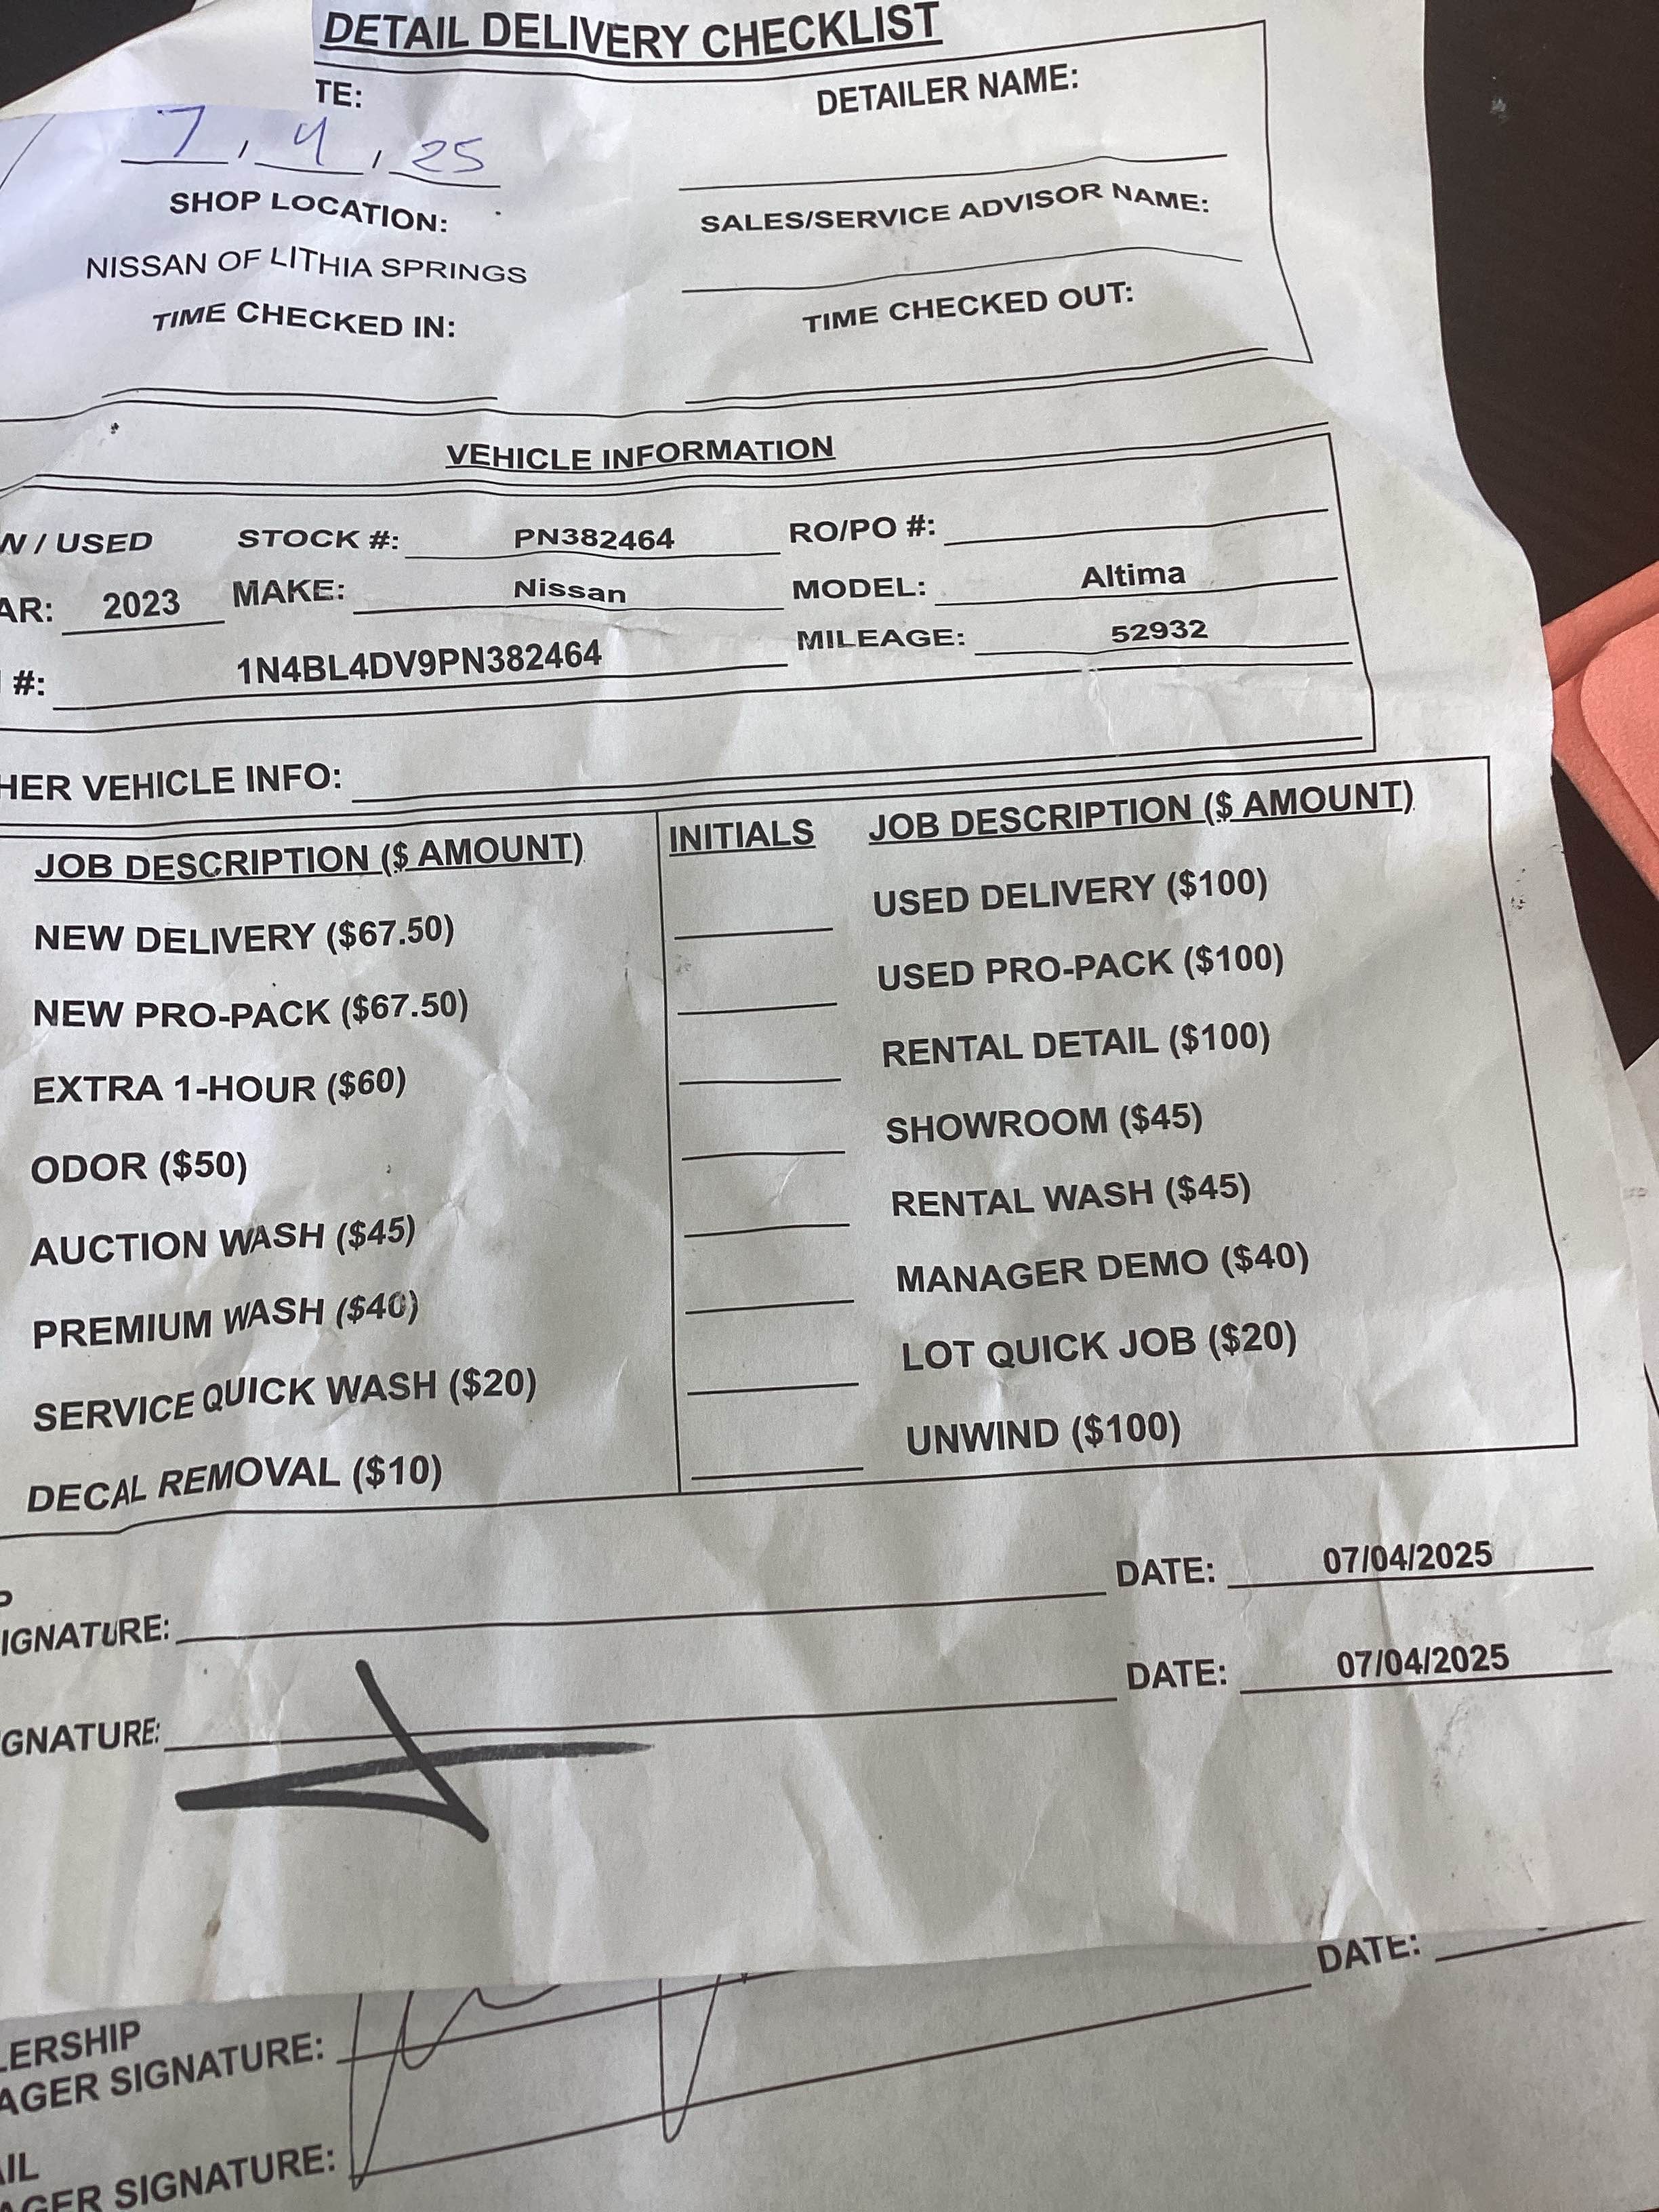 DETAIL DELIVERY CHECKLIST
TE: DETAILER NAME:
7, 4, 25
SHOP LOCATION: SALES/SERVICE ADVISOR NAME:
NISSAN OF LITHIA SPRINGS
TIME CHECKED IN: TIME CHECKED OUT:
VEHICLE INFORMATION
W / USED STOCK #: PN382464 RO/PO #:
AR: 2023 MAKE: Nissan MODEL: Altima
#: 1N4BL4DV9PN382464 MILEAGE: 52932
HER VEHICLE INFO:
JOB DESCRIPTION ($ AMOUNT) INITIALS JOB DESCRIPTION ($ AMOUNT)
NEW DELIVERY ($67.50) USED DELIVERY ($100)
NEW PRO-PACK ($67.50) USED PRO-PACK ($100)
EXTRA 1-HOUR ($60) RENTAL DETAIL ($100)
ODOR ($50) SHOWROOM ($45)
AUCTION WASH ($45) RENTAL WASH ($45)
PREMIUM WASH ($40) MANAGER DEMO ($40)
SERVICE QUICK WASH ($20) LOT QUICK JOB ($20)
DECAL REMOVAL ($10) UNWIND ($100)
P
IGNATURE: DATE: 07/04/2025
GNATURE: DATE: 07/04/2025
DATE:
LERSHIP
AGER SIGNATURE:
AIL
AGER SIGNATURE: